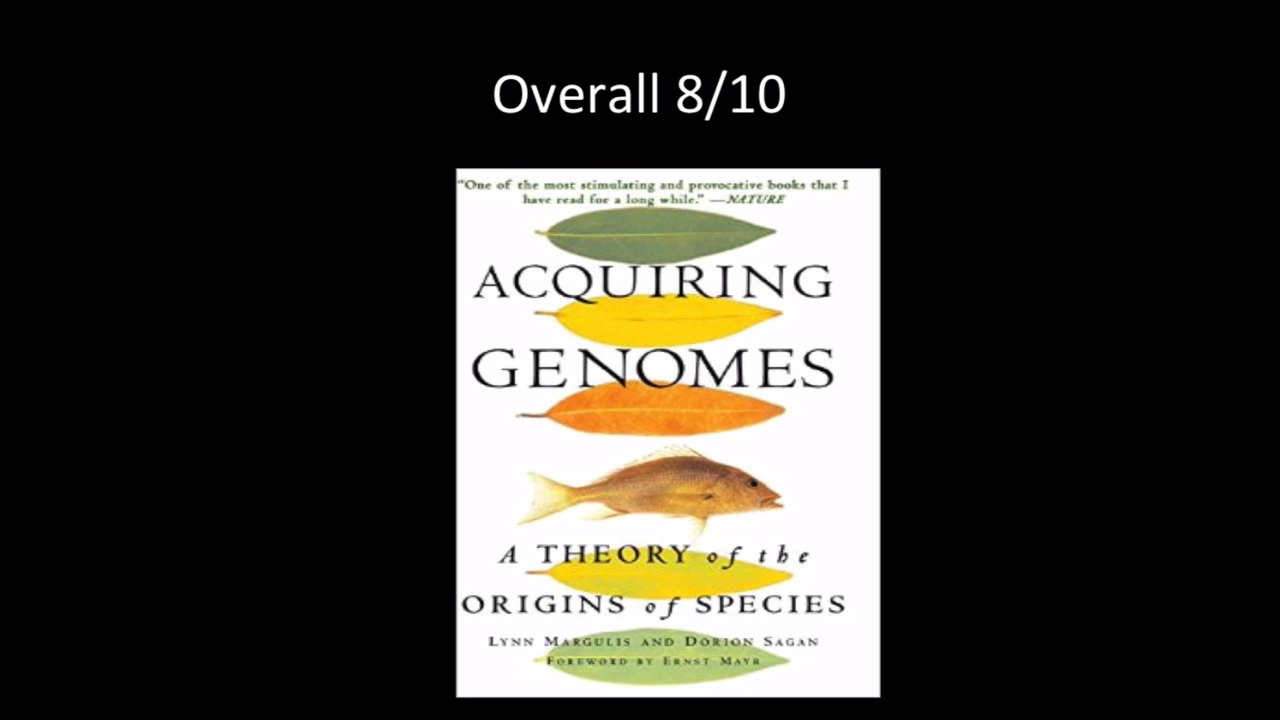 Overall 8/10
"One of the most stimulating and provocative books that I
have read for a long while." —NATURE
ACQUIRING
GENOMES
A THEORY of the
ORIGINS of SPECIES
LYNN MARGULIS AND DORION SAGAN
FOREWORD BY ERNST MAYR